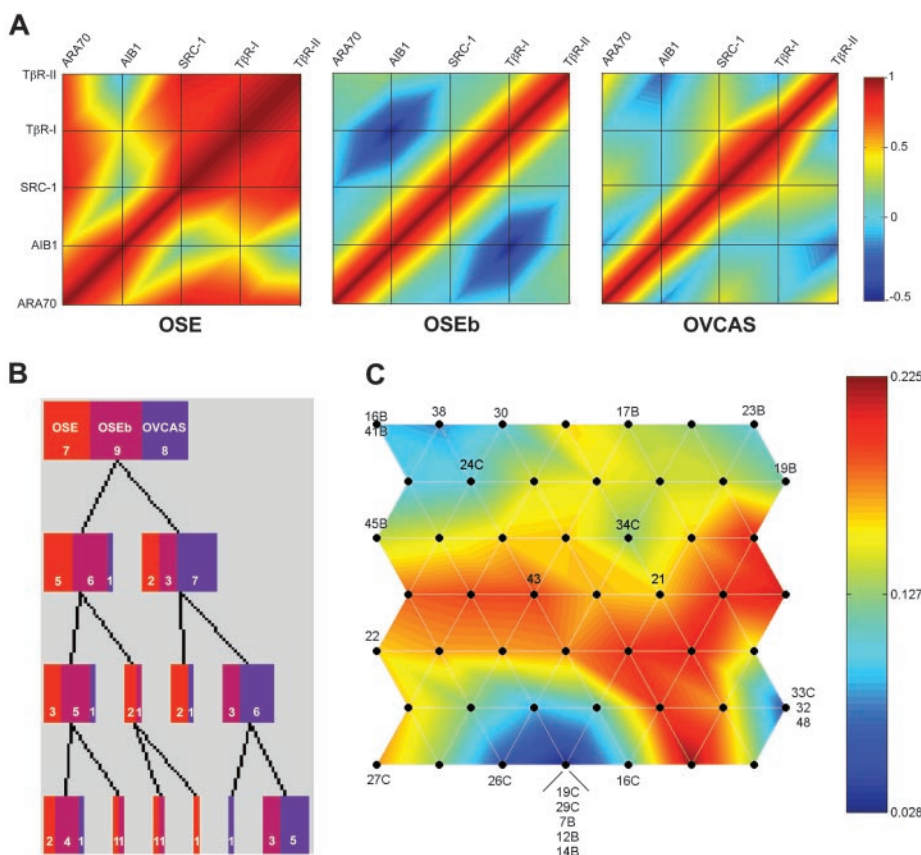 A
ARA70 AIB1 SRC-1 TβR-I TβR-II
ARA70 AIB1 SRC-1 TβR-I TβR-II
ARA70 AIB1 SRC-1 TβR-I TβR-II
TβR-II
TβR-I
SRC-1
AIB1
ARA70
1
0.5
0
-0.5
OSE
OSEb
OVCAS
B
OSE OSEb OVCAS
7 9 8
5 6 1
2 3 7
3 5 1
2 1
2 1
3 6
2 4 1
1 1
1 1
1
1
3 5
C
16B 38 30 17B 23B
41B
24C 19B
45B 34C
43 21
22
33C
32
48
27C 26C 16C
19C
29C
7B
12B
14B
0.225
0.127
0.028